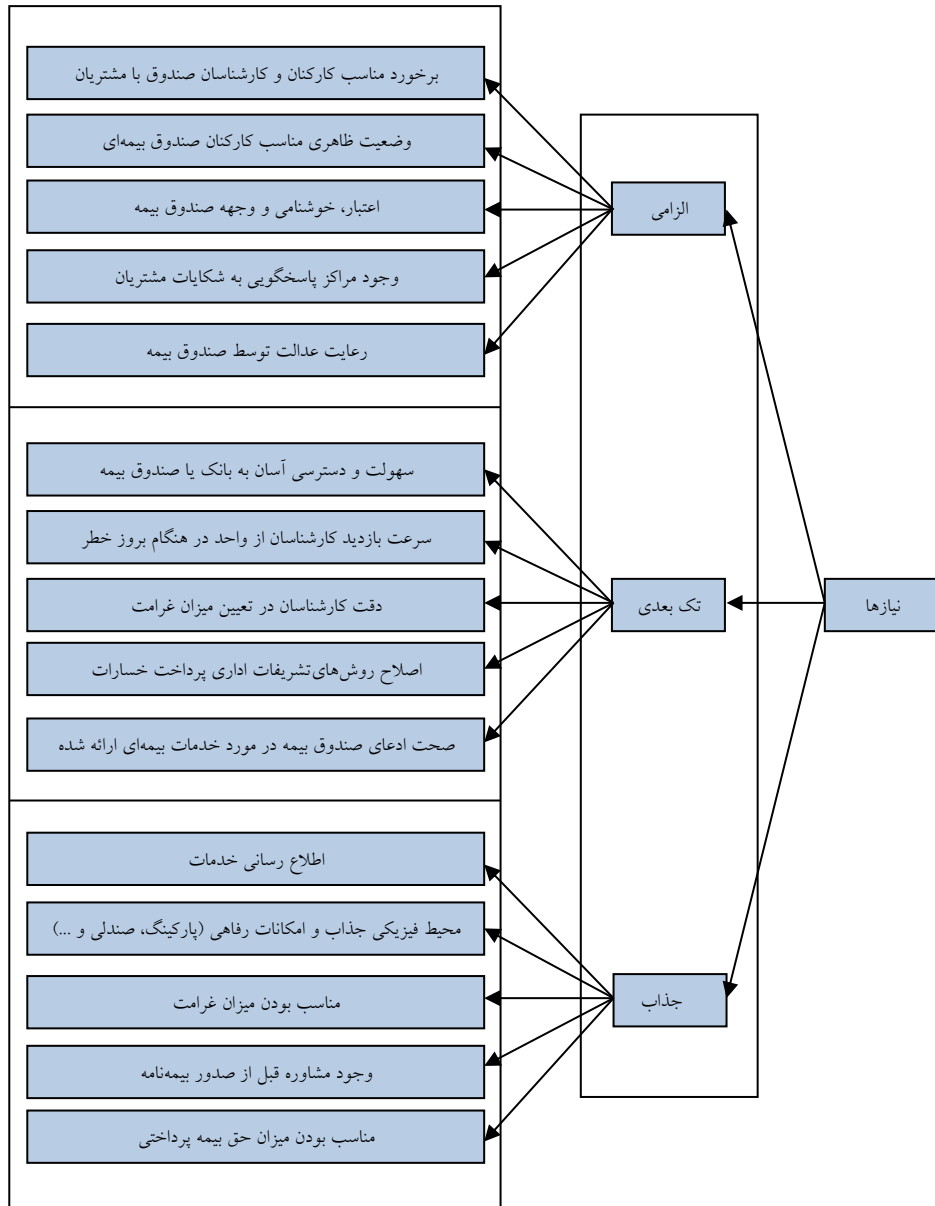 نیازها
الزامی
برخورد مناسب کارکنان و کارشناسان صندوق با مشتریان
وضعیت ظاهری مناسب کارکنان صندوق بیمه‌ای
اعتبار، خوشنامی و وجهه صندوق بیمه
وجود مراکز پاسخگویی به شکایات مشتریان
رعایت عدالت توسط صندوق بیمه
تک بعدی
سهولت و دسترسی آسان به بانک یا صندوق بیمه
سرعت بازدید کارشناسان از واحد در هنگام بروز خطر
دقت کارشناسان در تعیین میزان غرامت
اصلاح روش‌های تشریفات اداری پرداخت خسارات
صحت ادعای صندوق بیمه در مورد خدمات بیمه‌ای ارائه شده
جذاب
اطلاع رسانی خدمات
محیط فیزیکی جذاب و امکانات رفاهی (پارکینگ، صندلی و ...)
مناسب بودن میزان غرامت
وجود مشاوره قبل از صدور بیمه‌نامه
مناسب بودن میزان حق بیمه پرداختی